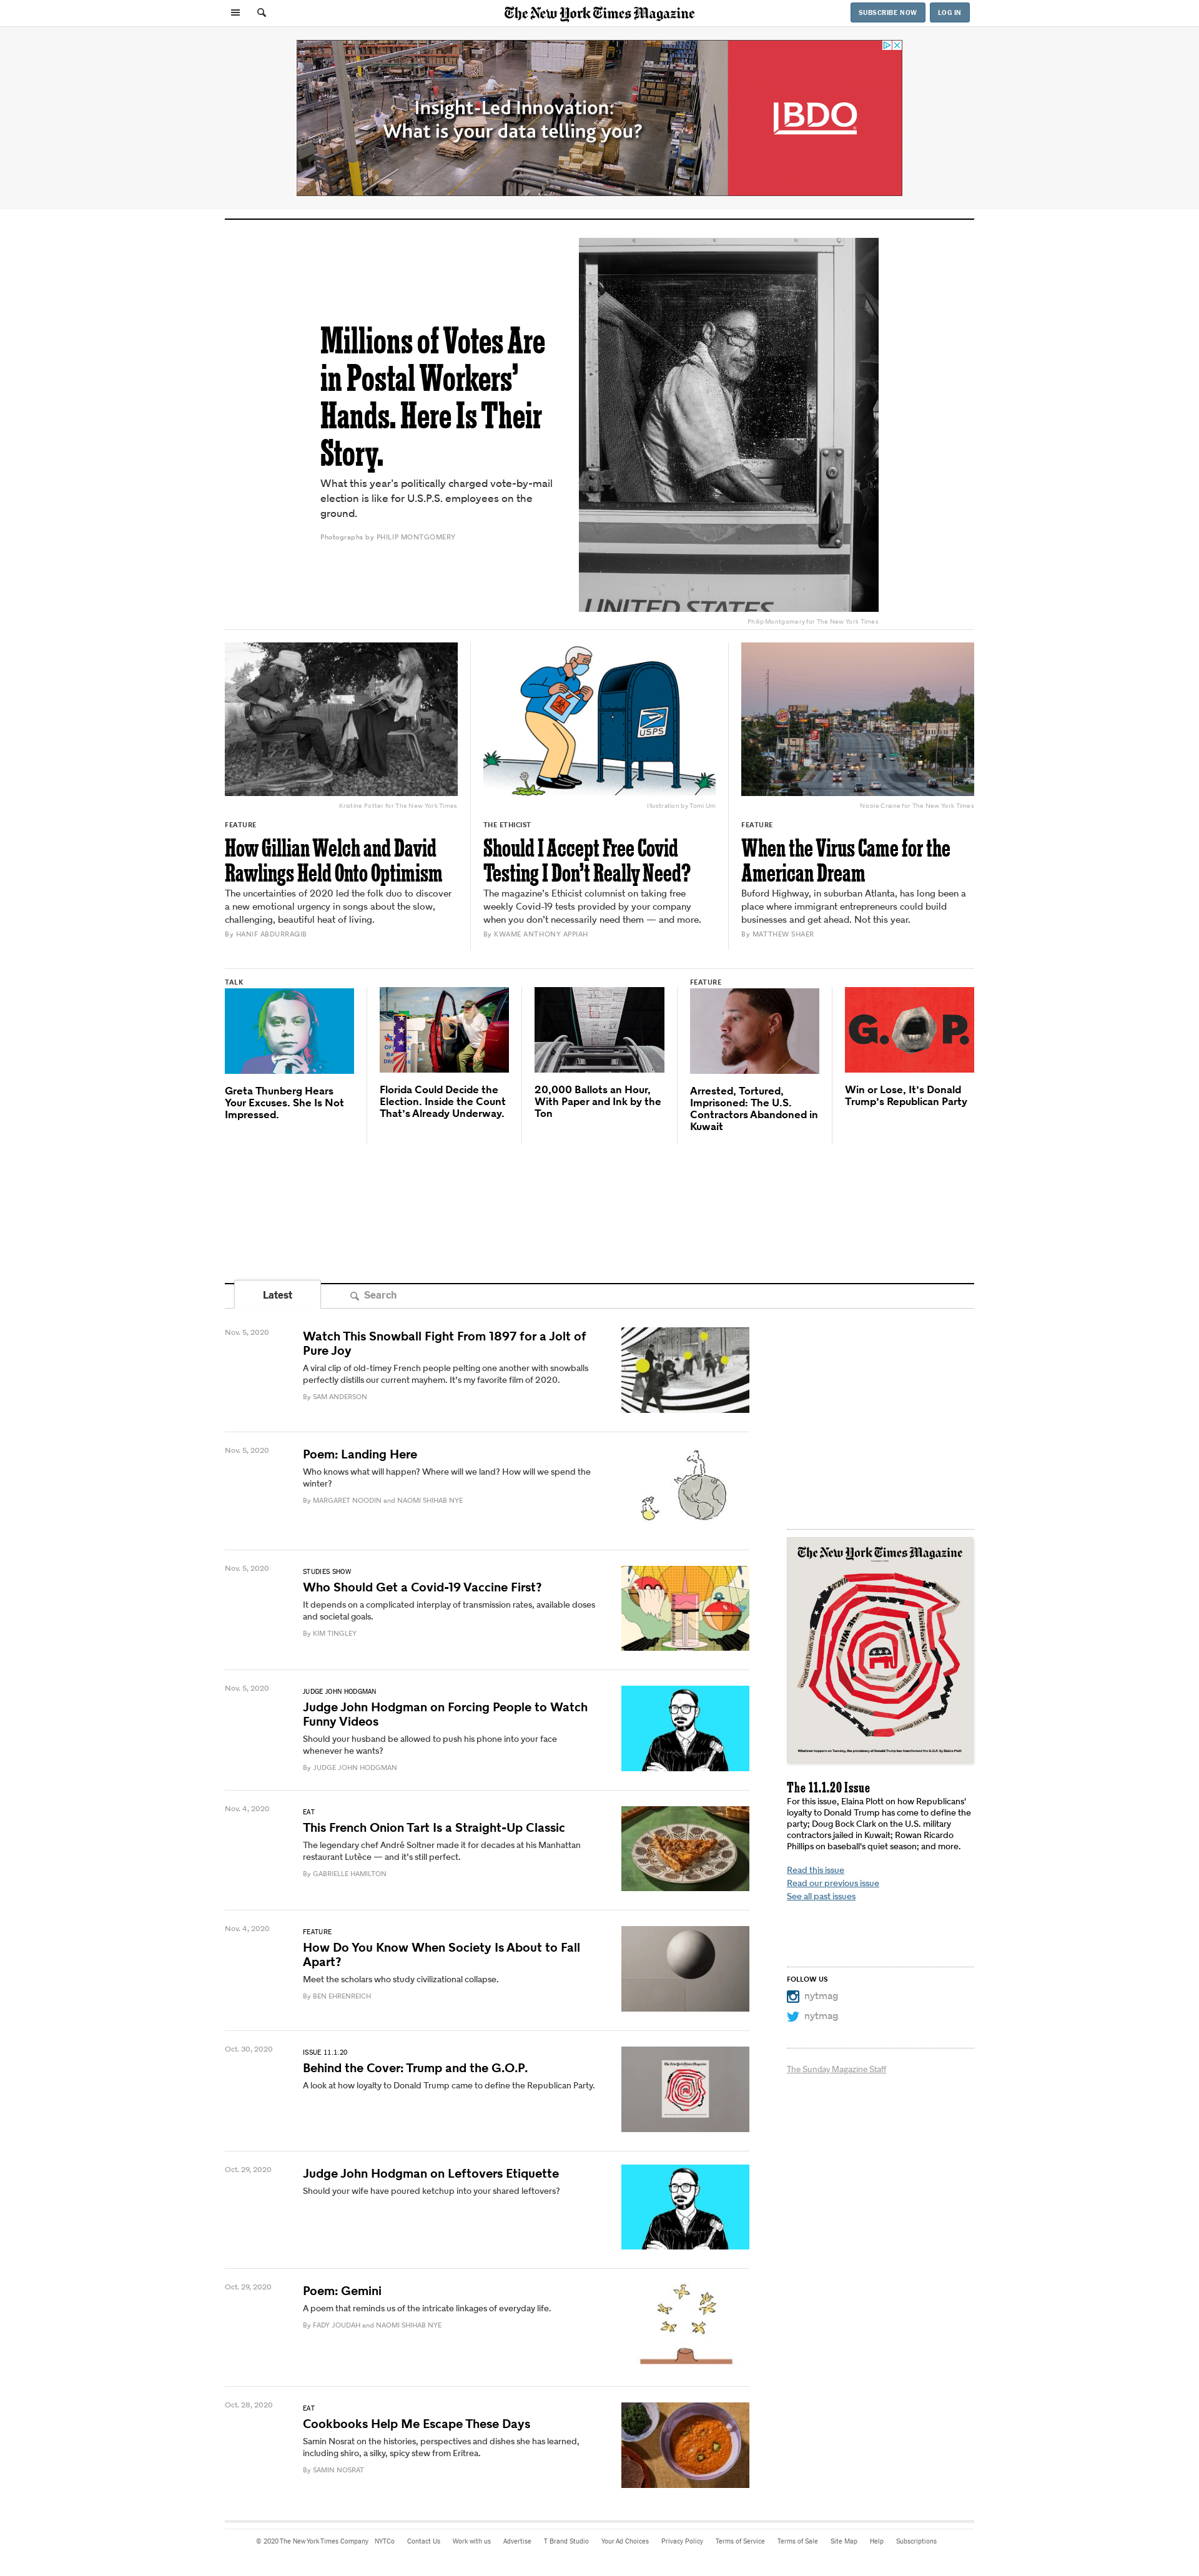 The New York Times Magazine
SUBSCRIBE NOW
LOG IN
Insight-Led Innovation:
What is your data telling you?
BDO
Millions of Votes Are
in Postal Workers’
Hands. Here Is Their
Story.
What this year’s politically charged vote-by-mail
election is like for U.S.P.S. employees on the
ground.
Photographs by PHILIP MONTGOMERY
UNITED STATES
Philip Montgomery for The New York Times
Kristine Potter for The New York Times
FEATURE
How Gillian Welch and David
Rawlings Held Onto Optimism
The uncertainties of 2020 led the folk duo to discover
a new emotional urgency in songs about the slow,
challenging, beautiful heat of living.
By HANIF ABDURRAQIB
USPS
Illustration by Tomi Um
THE ETHICIST
Should I Accept Free Covid
Testing I Don’t Really Need?
The magazine’s Ethicist columnist on taking free
weekly Covid-19 tests provided by your company
when you don’t necessarily need them — and more.
By KWAME ANTHONY APPIAH
Nicole Craine for The New York Times
FEATURE
When the Virus Came for the
American Dream
Buford Highway, in suburban Atlanta, has long been a
place where immigrant entrepreneurs could build
businesses and get ahead. Not this year.
By MATTHEW SHAER
TALK
Greta Thunberg Hears
Your Excuses. She Is Not
Impressed.
Florida Could Decide the
Election. Inside the Count
That’s Already Underway.
20,000 Ballots an Hour,
With Paper and Ink by the
Ton
FEATURE
Arrested, Tortured,
Imprisoned: The U.S.
Contractors Abandoned in
Kuwait
G.O.P.
Win or Lose, It’s Donald
Trump’s Republican Party
Latest
Search
Nov. 5, 2020
Watch This Snowball Fight From 1897 for a Jolt of
Pure Joy
A viral clip of old-timey French people pelting one another with snowballs
perfectly distills our current mayhem. It’s my favorite film of 2020.
By SAM ANDERSON
Nov. 5, 2020
Poem: Landing Here
Who knows what will happen? Where will we land? How will we spend the
winter?
By MARGARET NOODIN and NAOMI SHIHAB NYE
Nov. 5, 2020
STUDIES SHOW
Who Should Get a Covid-19 Vaccine First?
It depends on a complicated interplay of transmission rates, available doses
and societal goals.
By KIM TINGLEY
Nov. 5, 2020
JUDGE JOHN HODGMAN
Judge John Hodgman on Forcing People to Watch
Funny Videos
Should your husband be allowed to push his phone into your face
whenever he wants?
By JUDGE JOHN HODGMAN
Nov. 4, 2020
EAT
This French Onion Tart Is a Straight-Up Classic
The legendary chef André Soltner made it for decades at his Manhattan
restaurant Lutèce — and it’s still perfect.
By GABRIELLE HAMILTON
Nov. 4, 2020
FEATURE
How Do You Know When Society Is About to Fall
Apart?
Meet the scholars who study civilizational collapse.
By BEN EHRENREICH
Oct. 30, 2020
ISSUE 11.1.20
Behind the Cover: Trump and the G.O.P.
A look at how loyalty to Donald Trump came to define the Republican Party.
Oct. 29, 2020
Judge John Hodgman on Leftovers Etiquette
Should your wife have poured ketchup into your shared leftovers?
Oct. 29, 2020
Poem: Gemini
A poem that reminds us of the intricate linkages of everyday life.
By FADY JOUDAH and NAOMI SHIHAB NYE
Oct. 28, 2020
EAT
Cookbooks Help Me Escape These Days
Samin Nosrat on the histories, perspectives and dishes she has learned,
including shiro, a silky, spicy stew from Eritrea.
By SAMIN NOSRAT
The New York Times Magazine
THE WALL
Whatever happens on Tuesday, the presidency of Donald Trump has transformed the G.O.P. By Elaina Plott
The 11.1.20 Issue
For this issue, Elaina Plott on how Republicans'
loyalty to Donald Trump has come to define the
party; Doug Bock Clark on the U.S. military
contractors jailed in Kuwait; Rowan Ricardo
Phillips on baseball's quiet season; and more.
Read this issue
Read our previous issue
See all past issues
FOLLOW US
nytmag
nytmag
The Sunday Magazine Staff
© 2020 The New York Times Company NYTCo Contact Us Work with us Advertise T Brand Studio Your Ad Choices Privacy Policy Terms of Service Terms of Sale Site Map Help Subscriptions